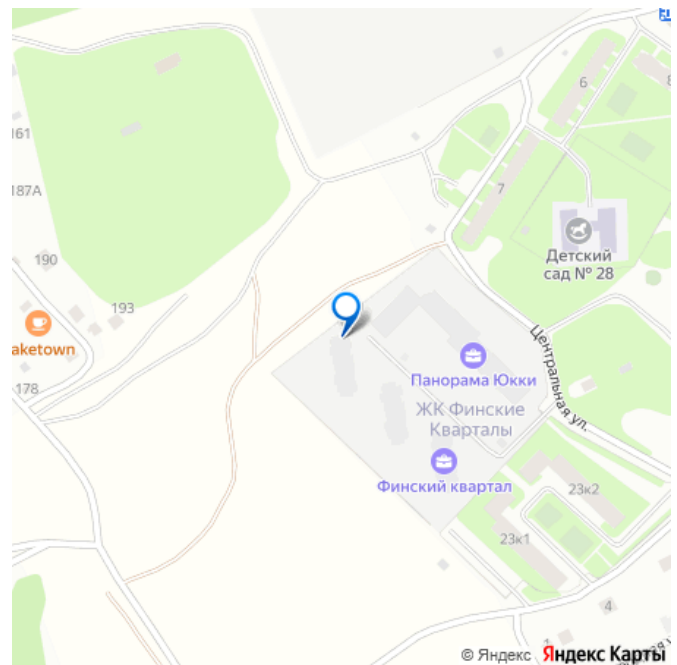 6
8
161
7
187А
Детский
сад № 28
190
193
aketown
Центральная ул.
Панорама Юкки
178
ЖК Финские
Кварталы
Финский квартал
23к2
23к1
4
© Яндекс Яндекс Карты